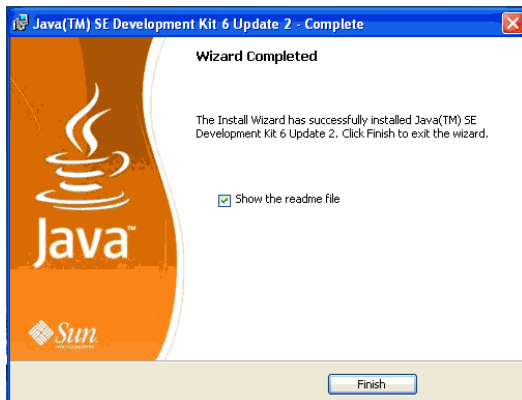 Java(TM) SE Development Kit 6 Update 2 - Complete
Wizard Completed
The Install Wizard has successfully installed Java(TM) SE
Development Kit 6 Update 2. Click Finish to exit the wizard.
Show the readme file
Java™
Sun
Finish